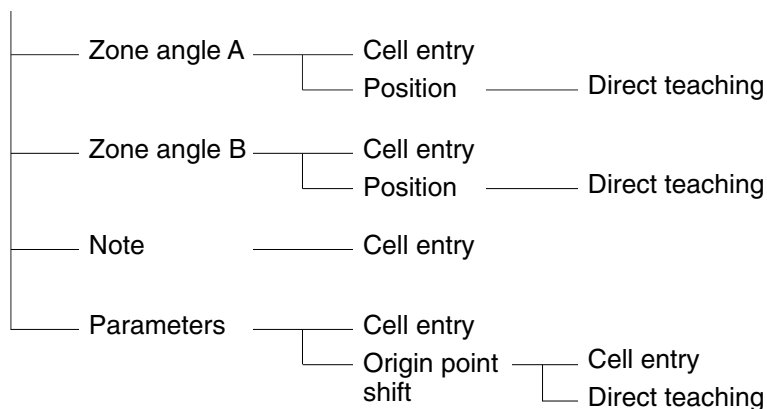 Zone angle A Cell entry
Position Direct teaching
Zone angle B Cell entry
Position Direct teaching
Note Cell entry
Parameters Cell entry
Origin point Cell entry
shift
Direct teaching